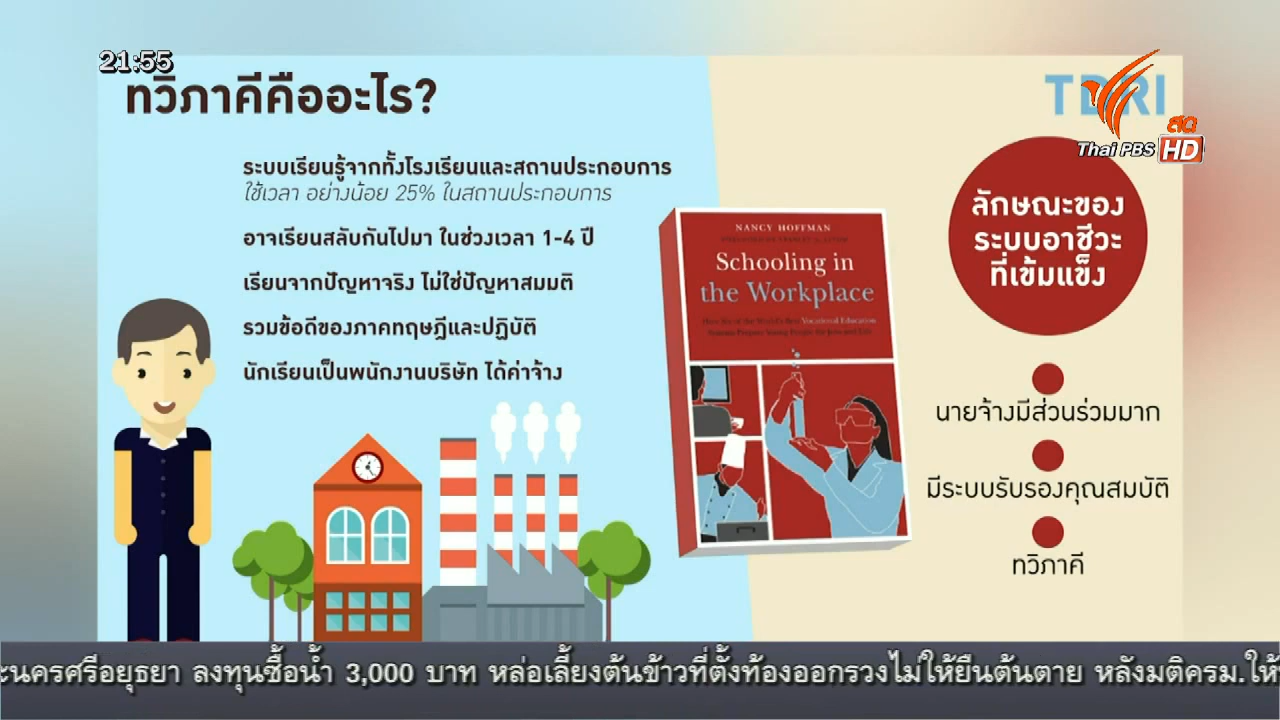 21:55
ทวิภาคีคืออะไร?
ระบบเรียนรู้จากทั้งโรงเรียนและสถานประกอบการ
ใช้เวลา อย่างน้อย 25% ในสถานประกอบการ
อาจเรียนสลับกันไปมา ในช่วงเวลา 1-4 ปี
เรียนจากปัญหาจริง ไม่ใช่ปัญหาสมมติ
รวมข้อดีของภาคทฤษฎีและปฏิบัติ
นักเรียนเป็นพนักงานบริษัท ได้ค่าจ้าง
NANCY HOFFMAN
Schooling in
the Workplace
How Six of the World's Best Vocational Education
Systems Prepare Young People for Jobs and Life
TDRI
สด
Thai PBS HD
ลักษณะของ
ระบบอาชีวะ
ที่เข้มแข็ง
นายจ้างมีส่วนร่วมมาก
มีระบบรับรองคุณสมบัติ
ทวิภาคี
ะนครศรีอยุธยา ลงทุนซื้อน้ำ 3,000 บาท หล่อเลี้ยงต้นข้าวที่ตั้งท้องออกรวงไม่ให้ยืนต้นตาย หลังมติครม.ให้